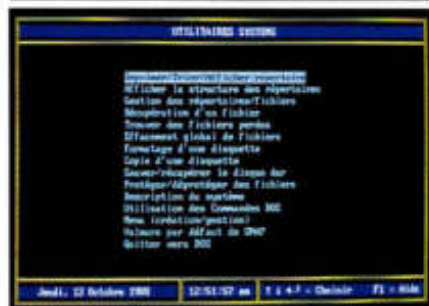 UTILITAIRES SYSTEME
Imprimer/Trier/Afficher répertoire
Afficher la structure des répertoires
Gestion des répertoires/fichiers
Récupération d'un fichier
Trouver des fichiers perdus
Effacement global de fichiers
Formatage d'une disquette
Copie d'une disquette
Sauver/récupérer le disque dur
Protéger/déprotéger des fichiers
Description du système
Utilisation des Commandes DOS
Menu (création/gestion)
Valeurs par défaut de
Quitter vers DOS
Jeudi, 13 Octobre
12:51:57
- Choisir
F1 - Aide